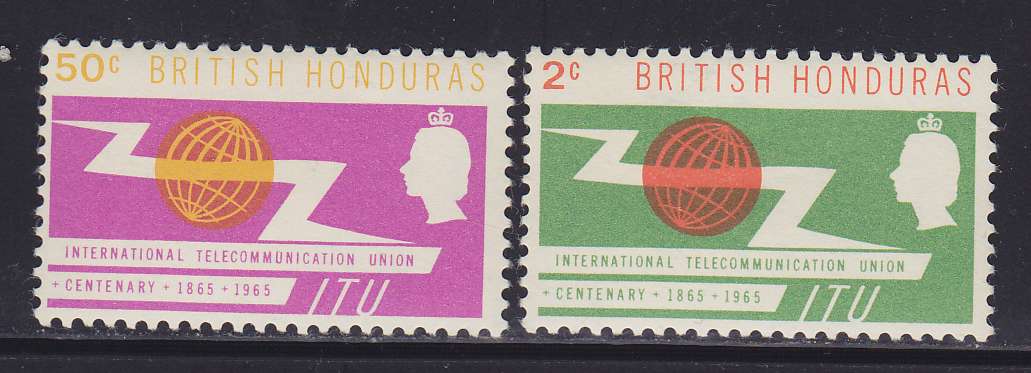 50c BRITISH HONDURAS
INTERNATIONAL TELECOMMUNICATION UNION
+ CENTENARY + 1865 + 1965 ITU
2c BRITISH HONDURAS
INTERNATIONAL TELECOMMUNICATION UNION
+ CENTENARY + 1865 + 1965 ITU